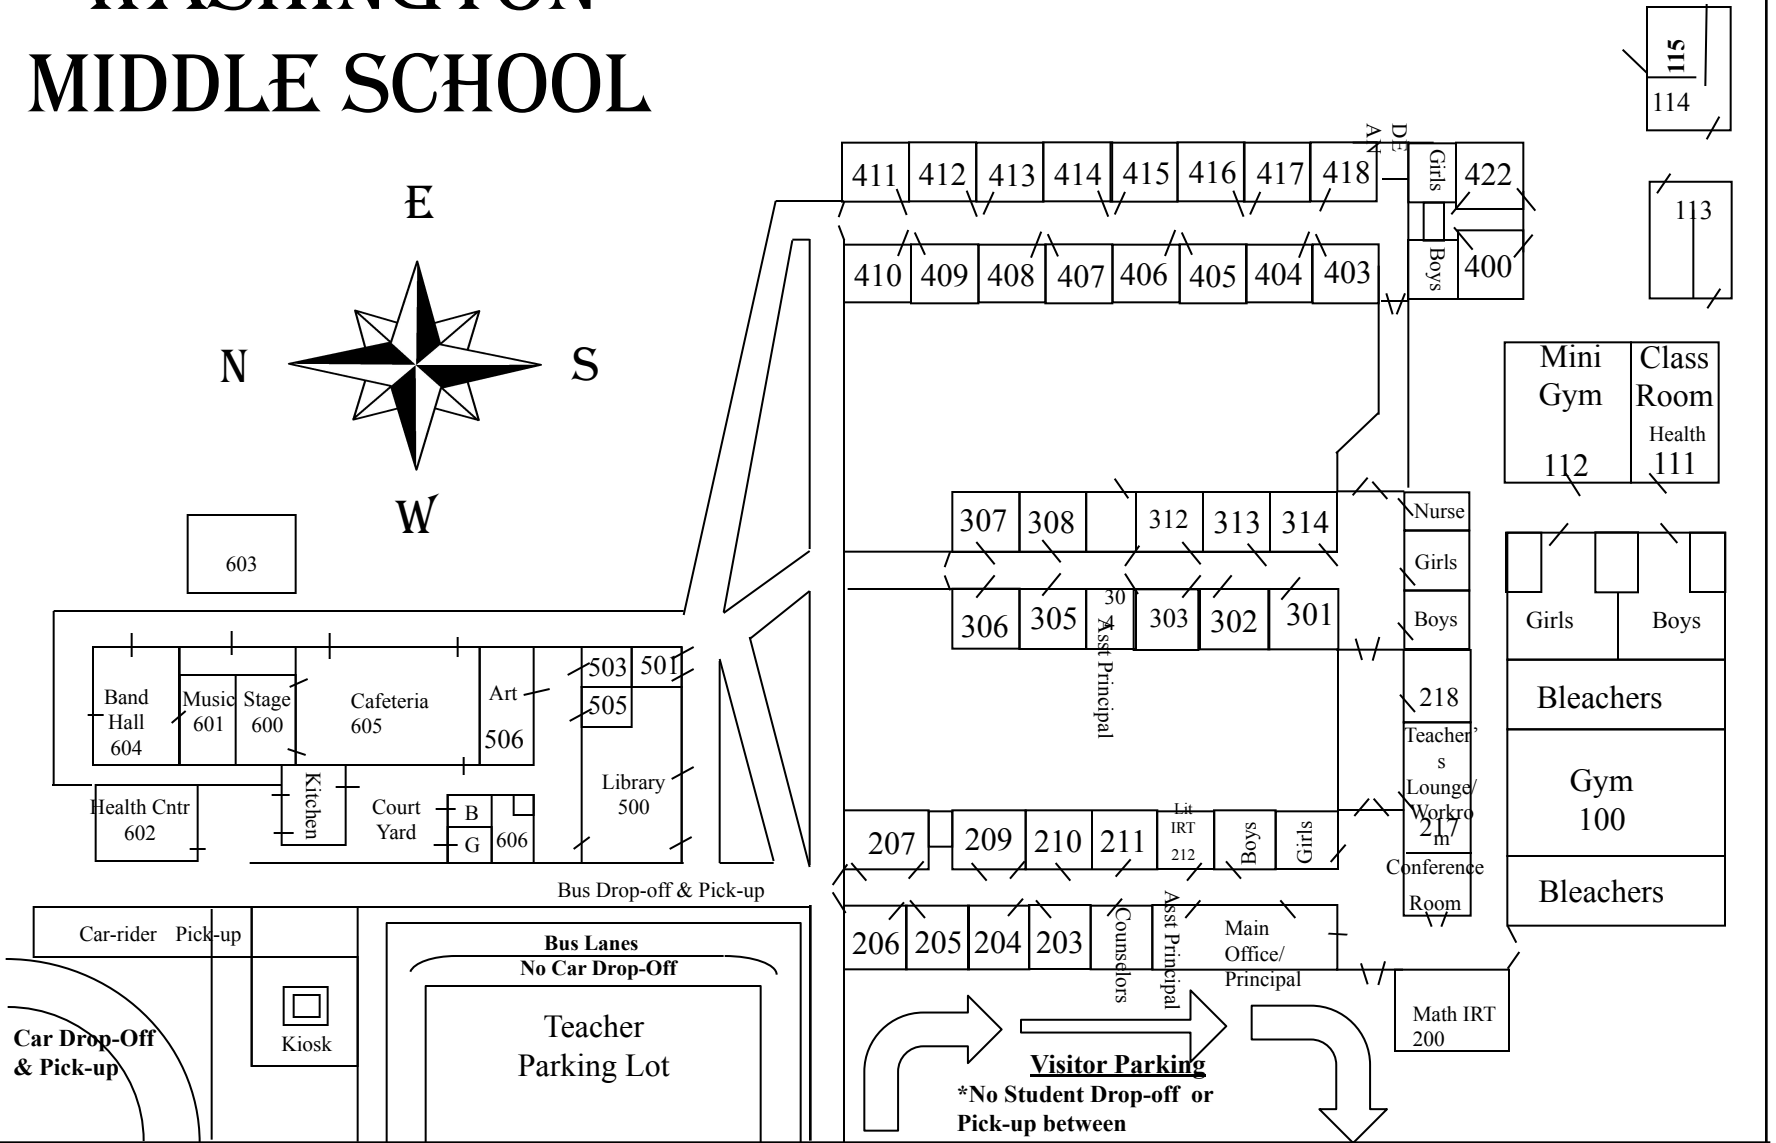 WASHINGTON
MIDDLE SCHOOL
E
N
S
W
115
114
113
DE
AN
411
412
413
414
415
416
417
418
Girls
422
410
409
408
407
406
405
404
403
Boys
400
Mini
Gym
112
Class
Room
Health
111
307
308
312
313
314
Nurse
Girls
306
305
30
4
303
302
301
Boys
Asst Principal
603
Band
Hall
604
Music
601
Stage
600
Cafeteria
605
Art
506
503
501
505
Library
500
Health Cntr
602
Kitchen
Court
Yard
B
G
606
218
Teacher’
s
Lounge/
Workro
m
217
Conference
Room
Girls
Boys
Bleachers
Gym
100
Bleachers
207
209
210
211
Lit
IRT
212
Boys
Girls
206
205
204
203
Counselors
Asst Principal
Main
Office/
Principal
Math IRT
200
Bus Drop-off & Pick-up
Car-rider Pick-up
Bus Lanes
No Car Drop-Off
Teacher
Parking Lot
Kiosk
Car Drop-Off
& Pick-up
Visitor Parking
*No Student Drop-off or
Pick-up between